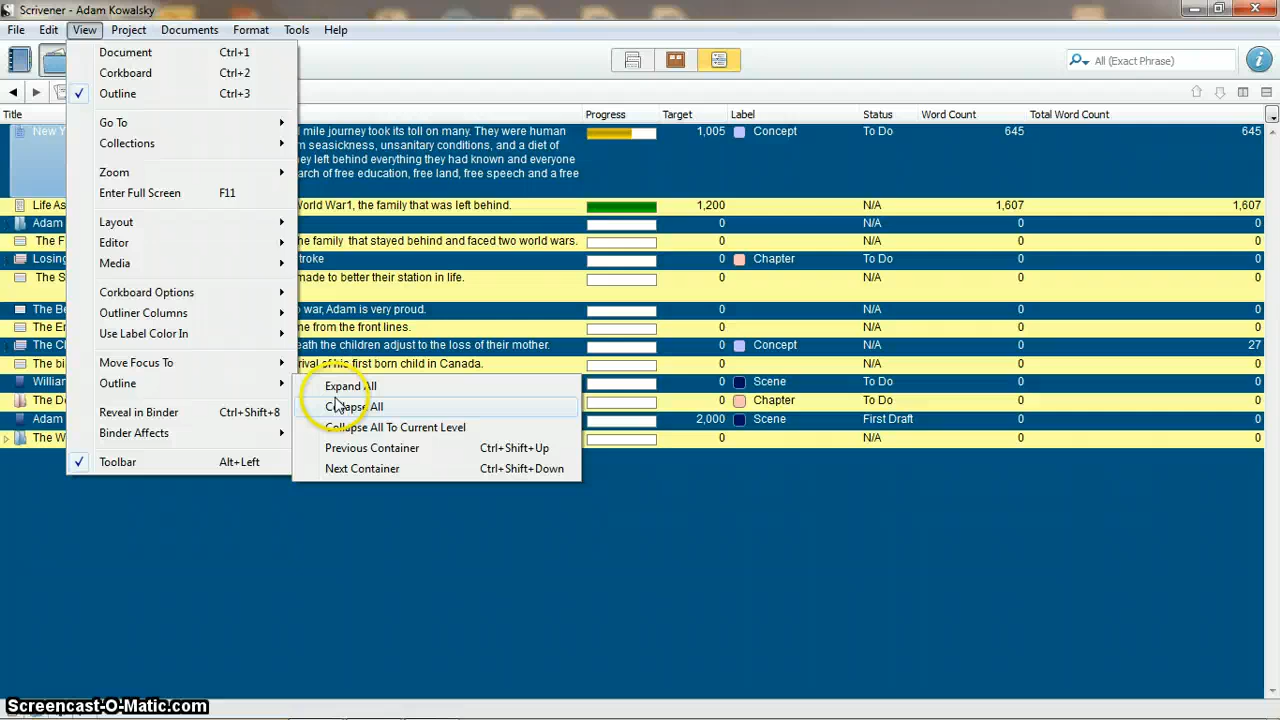 Scrivener - Adam Kowalsky
File Edit View Project Documents Format Tools Help
All (Exact Phrase)
Document Ctrl+1
Corkboard Ctrl+2
Outline Ctrl+3
Go To
Collections
Zoom
Enter Full Screen F11
Layout
Editor
Media
Corkboard Options
Outliner Columns
Use Label Color In
Move Focus To
Outline
Reveal in Binder Ctrl+Shift+8
Binder Affects
Toolbar Alt+Left
Expand All
Collapse All
Collapse All To Current Level
Previous Container Ctrl+Shift+Up
Next Container Ctrl+Shift+Down
Title Progress Target Label Status Word Count Total Word Count
New Y mile journey took its toll on many. They were human 1,005 Concept To Do 645 645
m seasickness, unsanitary conditions, and a diet of
ey left behind everything they had known and everyone
arch of free education, free land, free speech and a free
Life As World War1, the family that was left behind. 1,200 N/A 1,607 1,607
Adam 0 N/A 0 0
The F he family that stayed behind and faced two world wars. 0 N/A 0 0
Losing stroke 0 Chapter To Do 0 0
The S made to better their station in life. 0 N/A 0 0
The Be o war, Adam is very proud. 0 N/A 0 0
The En me from the front lines. 0 N/A 0 0
The C eath the children adjust to the loss of their mother. 0 Concept N/A 0 27
The bi rival of his first born child in Canada. 0 N/A 0 0
William 0 Scene To Do 0 0
The De 0 Chapter To Do 0 0
Adam 2,000 Scene First Draft 0 0
The W 0 N/A 0 0
Screencast-O-Matic.com